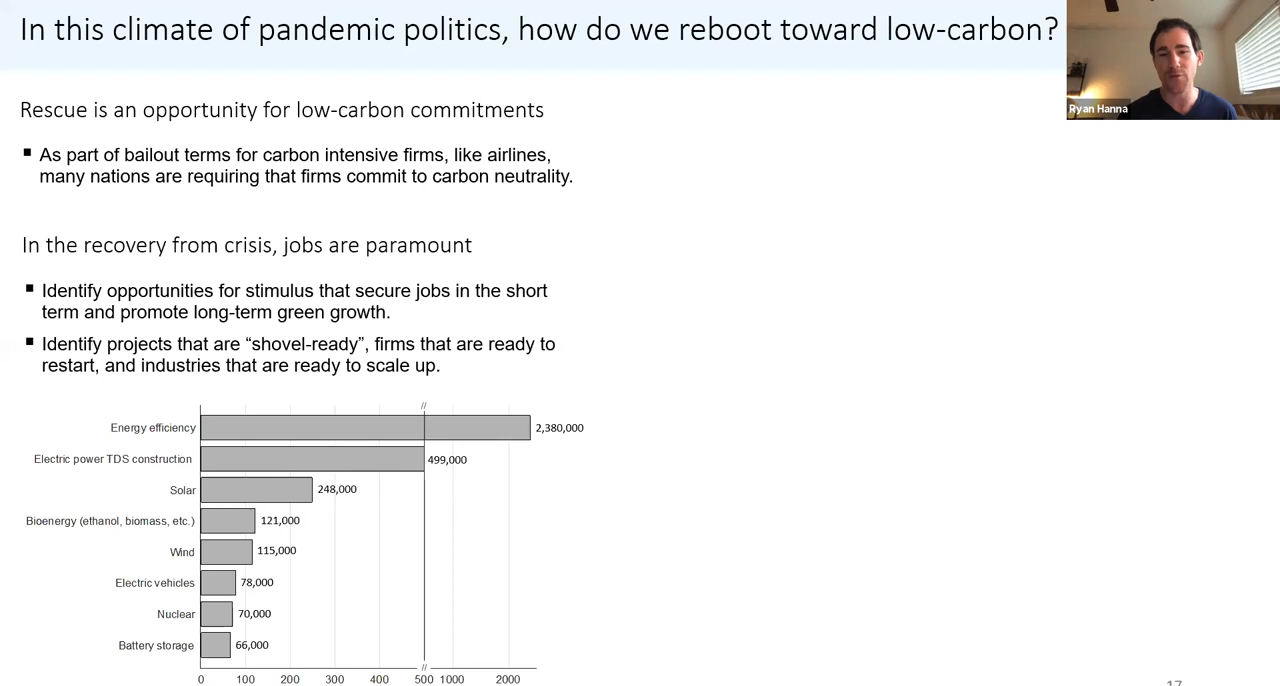 In this climate of pandemic politics, how do we reboot toward low-carbon?
Ryan Hanna
Rescue is an opportunity for low-carbon commitments
▪ As part of bailout terms for carbon intensive firms, like airlines,
many nations are requiring that firms commit to carbon neutrality.
In the recovery from crisis, jobs are paramount
▪ Identify opportunities for stimulus that secure jobs in the short
term and promote long-term green growth.
▪ Identify projects that are “shovel-ready”, firms that are ready to
restart, and industries that are ready to scale up.
//
Energy efficiency 2,380,000
Electric power TDS construction 499,000
Solar 248,000
Bioenergy (ethanol, biomass, etc.) 121,000
Wind 115,000
Electric vehicles 78,000
Nuclear 70,000
Battery storage 66,000
//
0 100 200 300 400 500 1000 2000
17